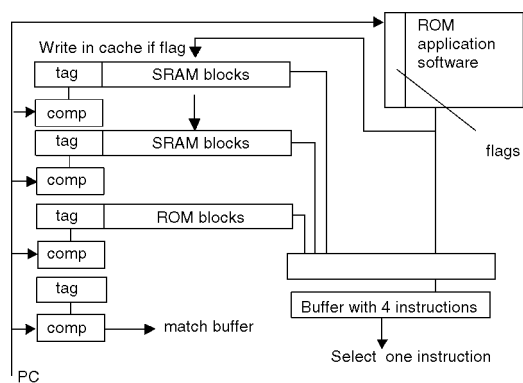 ROM
application
software
flags
Write in cache if flag
tag SRAM blocks
comp
tag SRAM blocks
comp
tag ROM blocks
comp
tag
comp match buffer
Buffer with 4 instructions
Select one instruction
PC